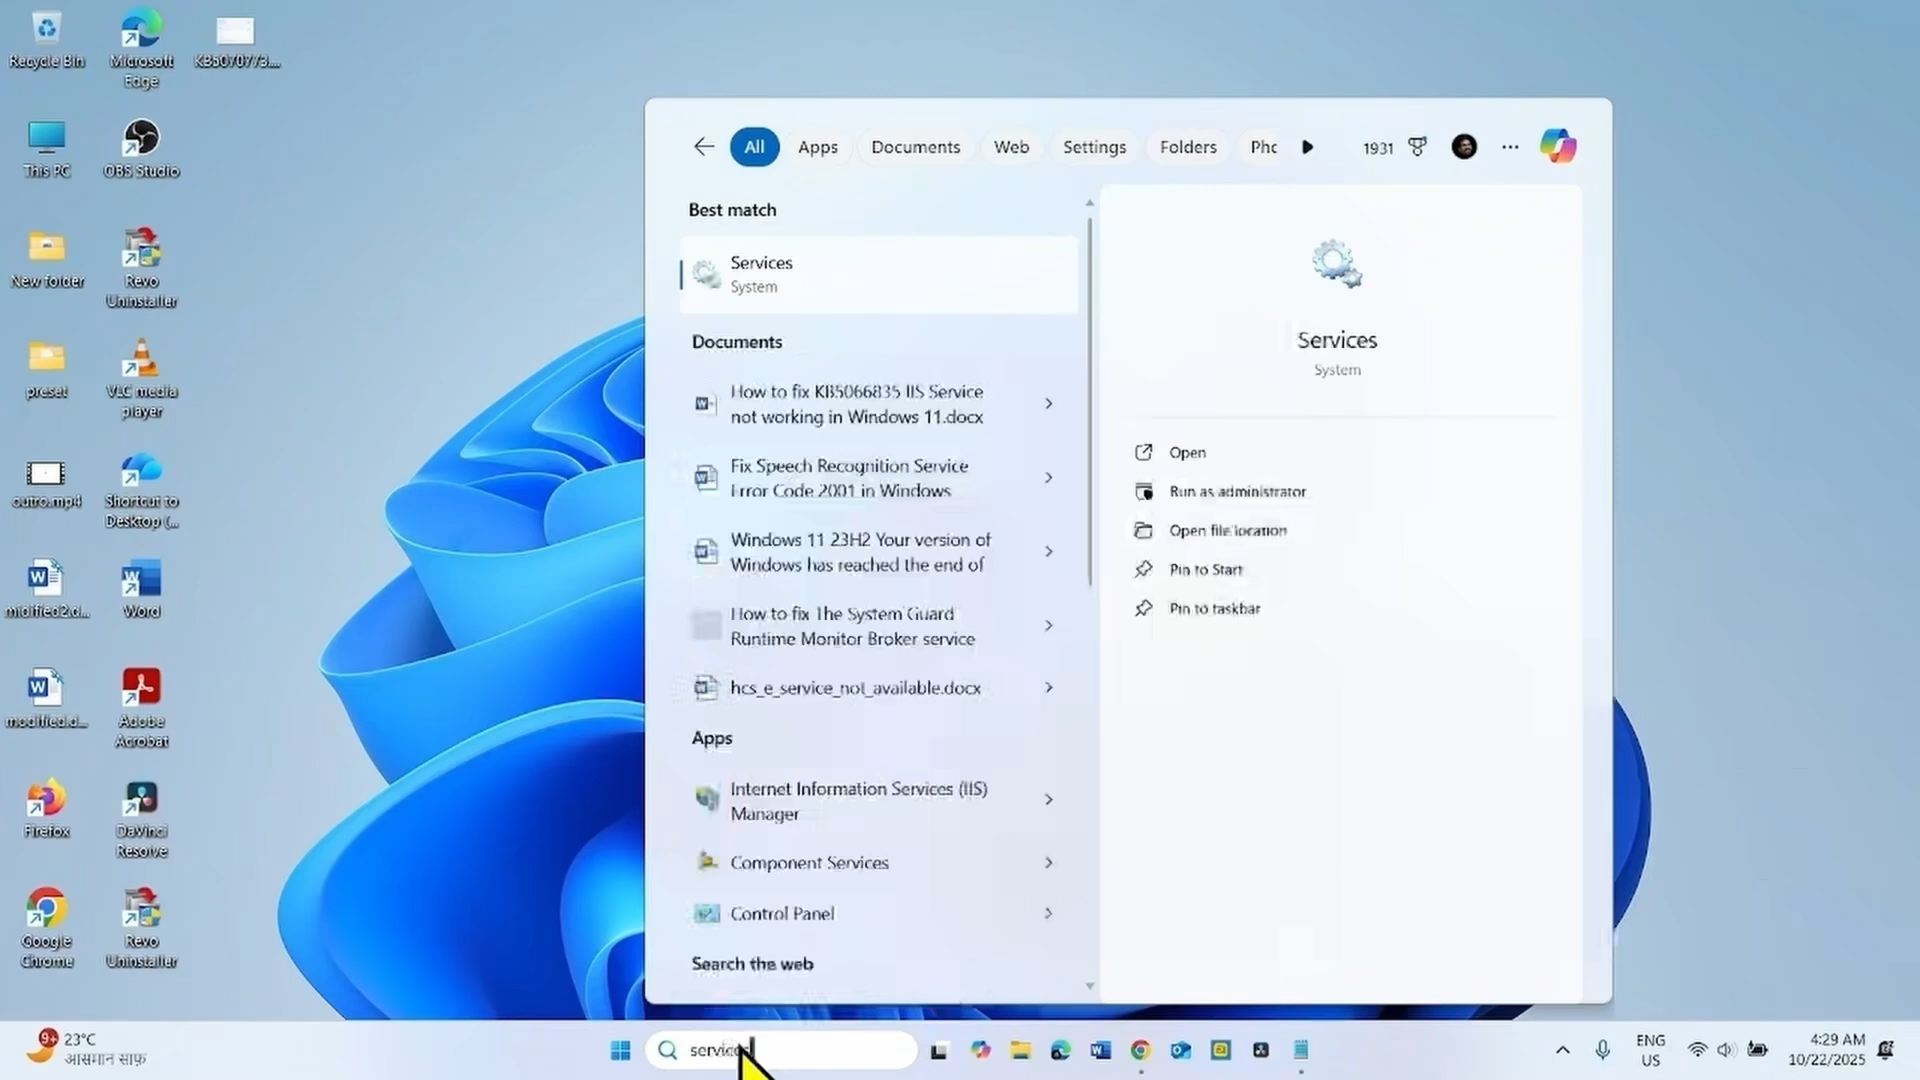 Recycle Bin
Microsoft
Edge
KB5070773...
This PC
OBS Studio
New folder
Revo
Uninstaller
preset
VLC media
player
outro.mp4
Shortcut to
Desktop (...
modified2.d...
Word
modified.d...
Adobe
Acrobat
Firefox
DaVinci
Resolve
Google
Chrome
Revo
Uninstaller
All
Apps
Documents
Web
Settings
Folders
Phc
1931
Best match
Services
System
Documents
How to fix KB5066835 IIS Service
not working in Windows 11.docx
Fix Speech Recognition Service
Error Code 2001 in Windows
Windows 11 23H2 Your version of
Windows has reached the end of
How to fix The System Guard
Runtime Monitor Broker service
hcs_e_service_not_available.docx
Apps
Internet Information Services (IIS)
Manager
Component Services
Control Panel
Search the web
Services
System
Open
Run as administrator
Open file location
Pin to Start
Pin to taskbar
9+
23°C
आसमान साफ़
services
ENG
US
4:29 AM
10/22/2025